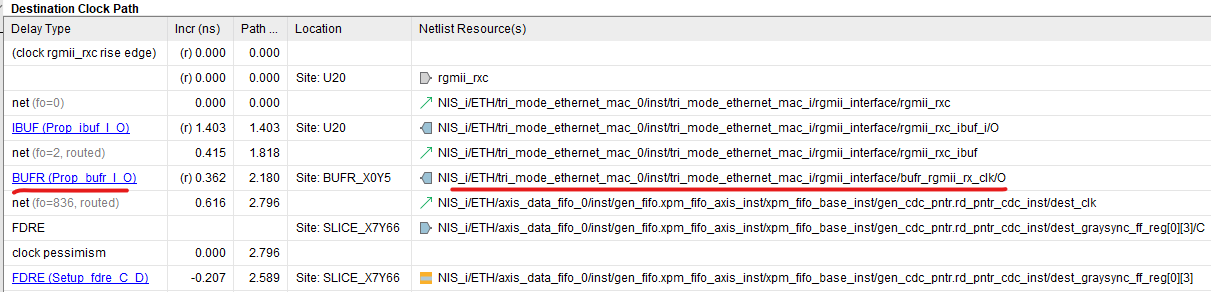 Destination Clock Path
Delay Type Incr (ns) Path ... Location Netlist Resource(s)
(clock rgmii_rxc rise edge) (r) 0.000 0.000
(r) 0.000 0.000 Site: U20 rgmii_rxc
net (fo=0) 0.000 0.000 NIS_i/ETH/tri_mode_ethernet_mac_0/inst/tri_mode_ethernet_mac_i/rgmii_interface/rgmii_rxc
IBUF (Prop_ibuf_I_O) (r) 1.403 1.403 Site: U20 NIS_i/ETH/tri_mode_ethernet_mac_0/inst/tri_mode_ethernet_mac_i/rgmii_interface/rgmii_rxc_ibuf_i/O
net (fo=2, routed) 0.415 1.818 NIS_i/ETH/tri_mode_ethernet_mac_0/inst/tri_mode_ethernet_mac_i/rgmii_interface/rgmii_rxc_ibuf
BUFR (Prop_bufr_I_O) (r) 0.362 2.180 Site: BUFR_X0Y5 NIS_i/ETH/tri_mode_ethernet_mac_0/inst/tri_mode_ethernet_mac_i/rgmii_interface/bufr_rgmii_rx_clk/O
net (fo=836, routed) 0.616 2.796 NIS_i/ETH/axis_data_fifo_0/inst/gen_fifo.xpm_fifo_axis_inst/xpm_fifo_base_inst/gen_cdc_pntr.rd_pntr_cdc_inst/dest_clk
FDRE Site: SLICE_X7Y66 NIS_i/ETH/axis_data_fifo_0/inst/gen_fifo.xpm_fifo_axis_inst/xpm_fifo_base_inst/gen_cdc_pntr.rd_pntr_cdc_inst/dest_graysync_ff_reg[0][3]/C
clock pessimism 0.000 2.796
FDRE (Setup_fdre_C_D) -0.207 2.589 Site: SLICE_X7Y66 NIS_i/ETH/axis_data_fifo_0/inst/gen_fifo.xpm_fifo_axis_inst/xpm_fifo_base_inst/gen_cdc_pntr.rd_pntr_cdc_inst/dest_graysync_ff_reg[0][3]